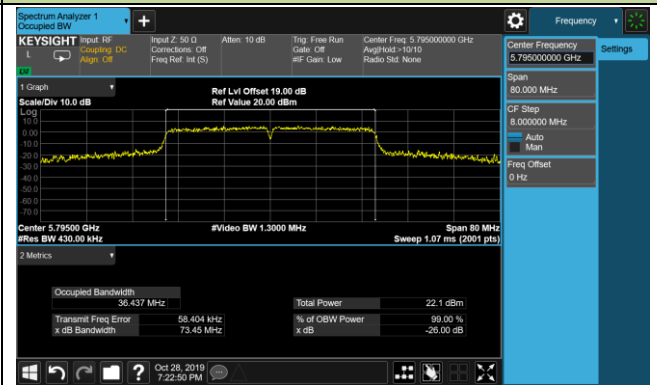 Spectrum Analyzer 1
Occupied BW
Frequency
KEYSIGHT
L
Input: RF
Coupling: DC
Align: Off
Input Z: 50 Ω
Corrections: Off
Freq Ref: Int (S)
Atten: 10 dB
Trig: Free Run
Gate: Off
#IF Gain: Low
Center Freq: 5.795000000 GHz
Avg|Hold:>10/10
Radio Std: None
Center Frequency
5.795000000 GHz
Settings
Span
80.000 MHz
CF Step
8.000000 MHz
Auto
Man
Freq Offset
0 Hz
1 Graph
Scale/Div 10.0 dB
Ref Lvl Offset 19.00 dB
Ref Value 20.00 dBm
Log
10.0
0.00
-10.0
-20.0
-30.0
-40.0
-50.0
-60.0
-70.0
Center 5.79500 GHz
#Video BW 1.3000 MHz
Span 80 MHz
#Res BW 430.00 kHz
Sweep 1.07 ms (2001 pts)
2 Metrics
Occupied Bandwidth
36.437 MHz
Total Power 22.1 dBm
Transmit Freq Error 58.404 kHz
% of OBW Power 99.00 %
x dB Bandwidth 73.45 MHz
x dB -26.00 dB
?
Oct 28, 2019
7:22:50 PM